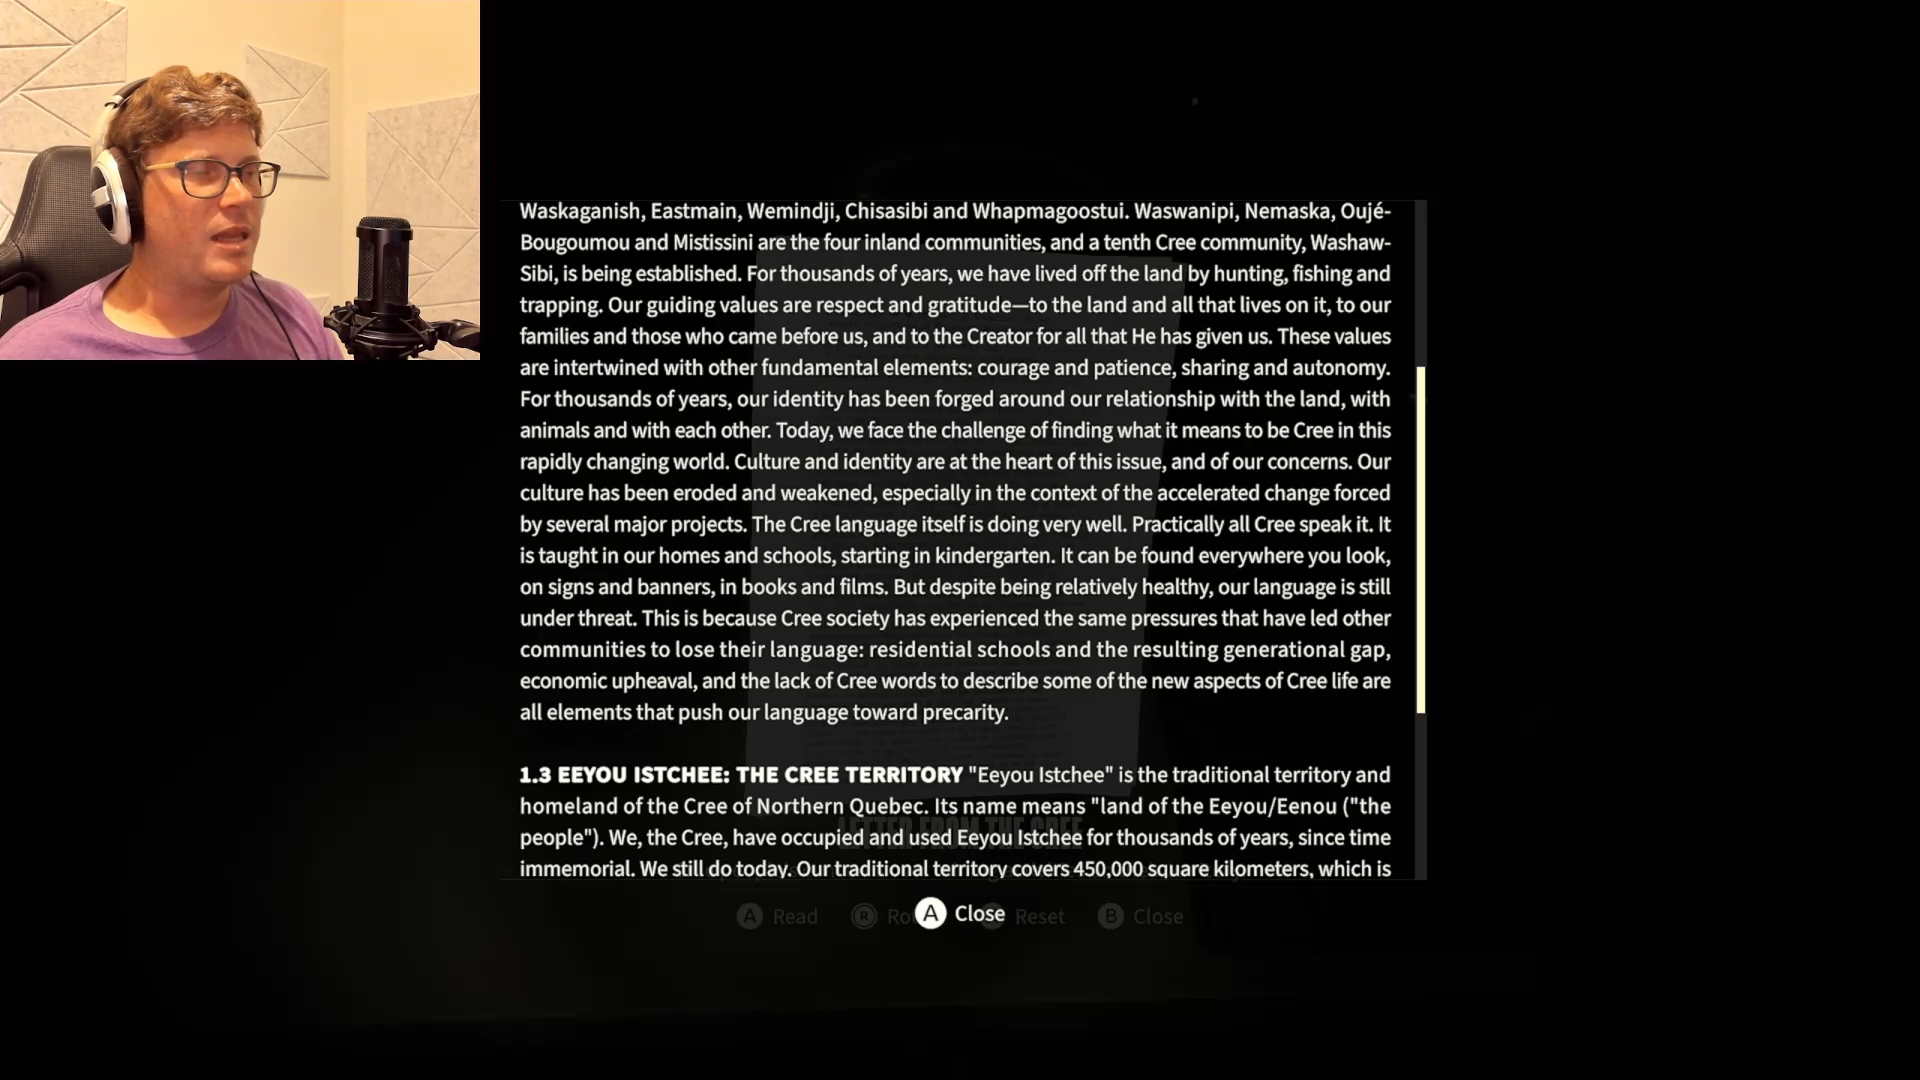 Waskaganish, Eastmain, Wemindji, Chisasibi and Whapmagoostui. Waswanipi, Nemaska, Oujé-
Bougoumou and Mistissini are the four inland communities, and a tenth Cree community, Washaw-
Sibi, is being established. For thousands of years, we have lived off the land by hunting, fishing and
trapping. Our guiding values are respect and gratitude—to the land and all that lives on it, to our
families and those who came before us, and to the Creator for all that He has given us. These values
are intertwined with other fundamental elements: courage and patience, sharing and autonomy.
For thousands of years, our identity has been forged around our relationship with the land, with
animals and with each other. Today, we face the challenge of finding what it means to be Cree in this
rapidly changing world. Culture and identity are at the heart of this issue, and of our concerns. Our
culture has been eroded and weakened, especially in the context of the accelerated change forced
by several major projects. The Cree language itself is doing very well. Practically all Cree speak it. It
is taught in our homes and schools, starting in kindergarten. It can be found everywhere you look,
on signs and banners, in books and films. But despite being relatively healthy, our language is still
under threat. This is because Cree society has experienced the same pressures that have led other
communities to lose their language: residential schools and the resulting generational gap,
economic upheaval, and the lack of Cree words to describe some of the new aspects of Cree life are
all elements that push our language toward precarity.
1.3 EEYOU ISTCHEE: THE CREE TERRITORY "Eeyou Istchee" is the traditional territory and
homeland of the Cree of Northern Quebec. Its name means "land of the Eeyou/Eenou ("the
people"). We, the Cree, have occupied and used Eeyou Istchee for thousands of years, since time
LETTER FROM THE CREE
immemorial. We still do today. Our traditional territory covers 450,000 square kilometers, which is
A Read R A Close Reset B Close